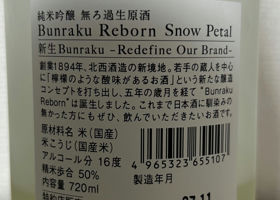 純米吟醸 無ろ過生原酒
Bunraku Reborn Snow Petal
新生Bunraku -Redefine Our Brand-
創業1894年、北西酒造の新境地。若手の蔵人を中心
に「檸檬のような酸味があるお酒」という新たな醸造
コンセプトを打ち出し、五年の歳月を経て"Bunraku
Reborn"は誕生しました。これまで日本酒に馴染みの
無かった方にもぜひ、飲んでいただきたいお酒です。
原材料名 米(国産)
米こうじ(国産米)
アルコール分 16度
精米歩合 50%
内容量 720ml
4965323655107
製造年月
07.11